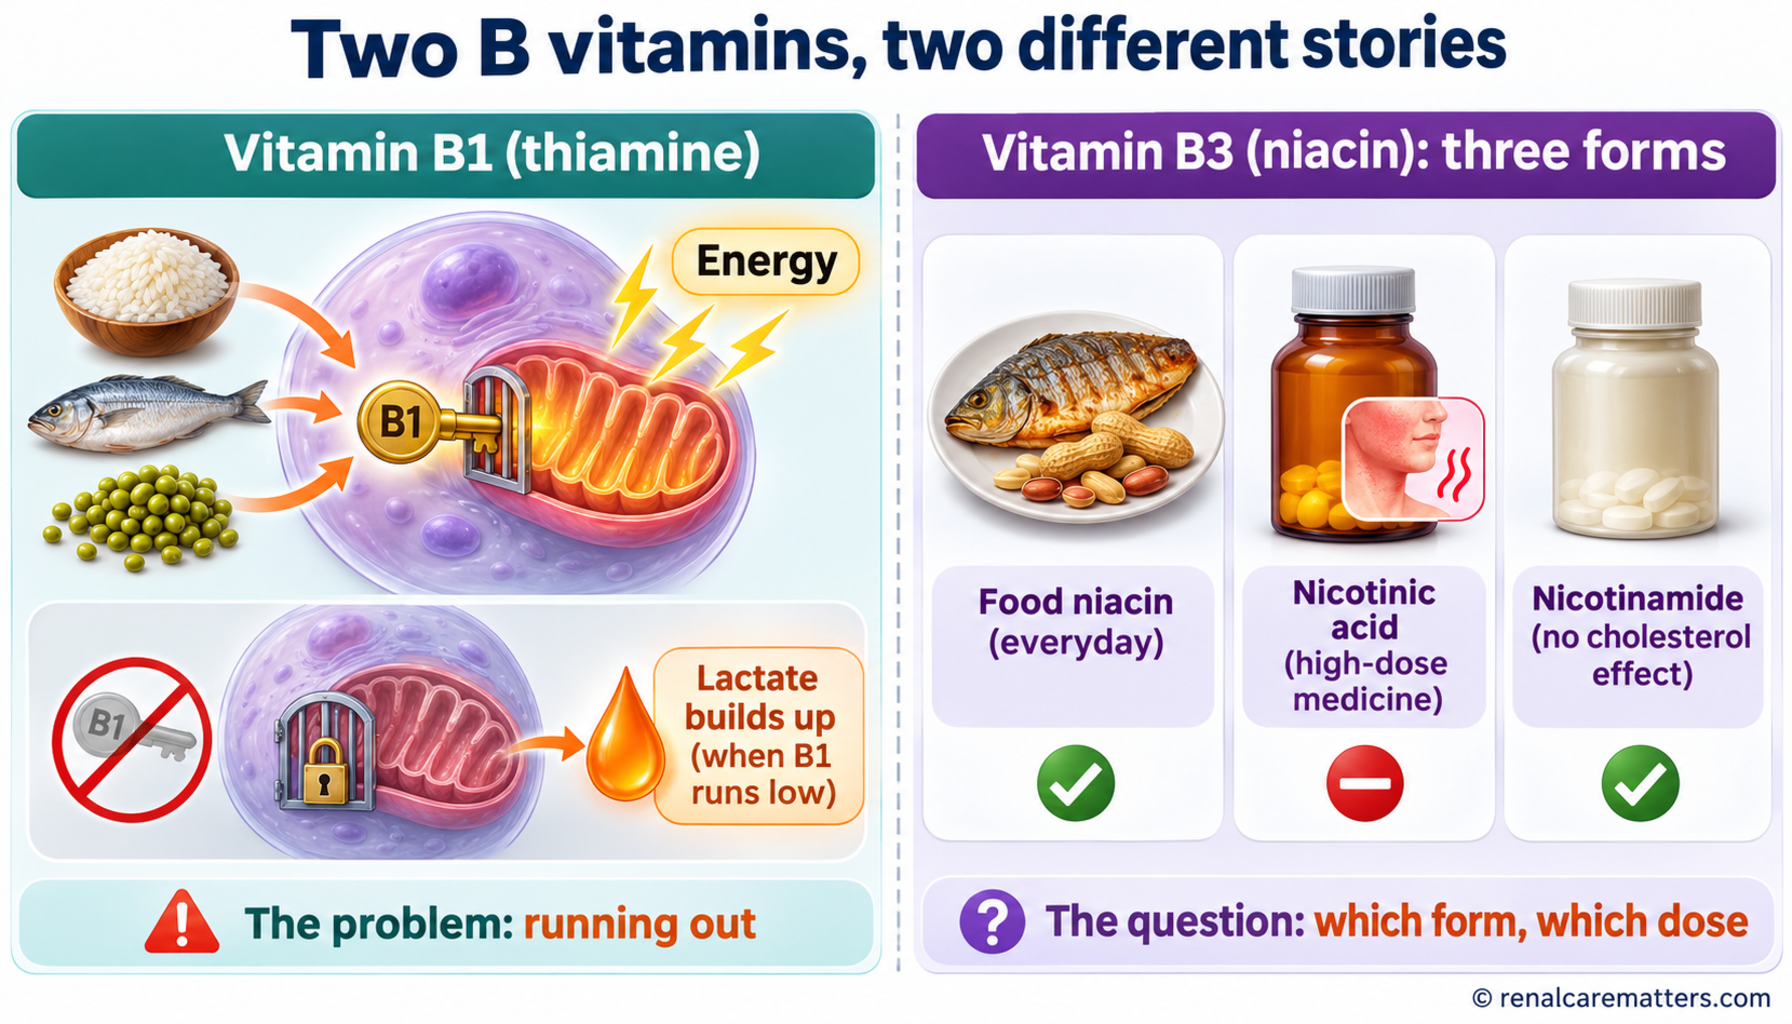 Two B vitamins, two different stories
Vitamin B1 (thiamine)
Energy
B1
B1
Lactate
builds up
(when B1
runs low)
The problem: running out
Vitamin B3 (niacin): three forms
Food niacin
(everyday)
Nicotinic
acid
(high-dose
medicine)
Nicotinamide
(no cholesterol
effect)
The question: which form, which dose
© renalcarematters.com